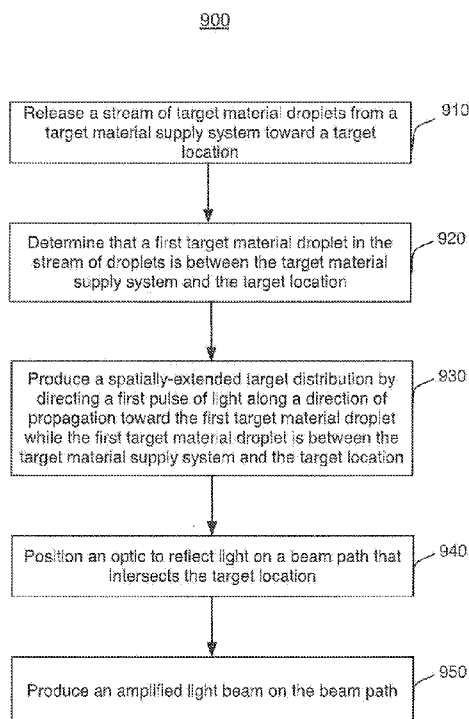 900
Release a stream of target material droplets from a
target material supply system toward a target
location
910
Determine that a first target material droplet in the
stream of droplets is between the target material
supply system and the target location
920
Produce a spatially-extended target distribution by
directing a first pulse of light along a direction of
propagation toward the first target material droplet
while the first target material droplet is between the
target material supply system and the target location
930
Position an optic to reflect light on a beam path that
intersects the target location
940
Produce an amplified light beam on the beam path
950